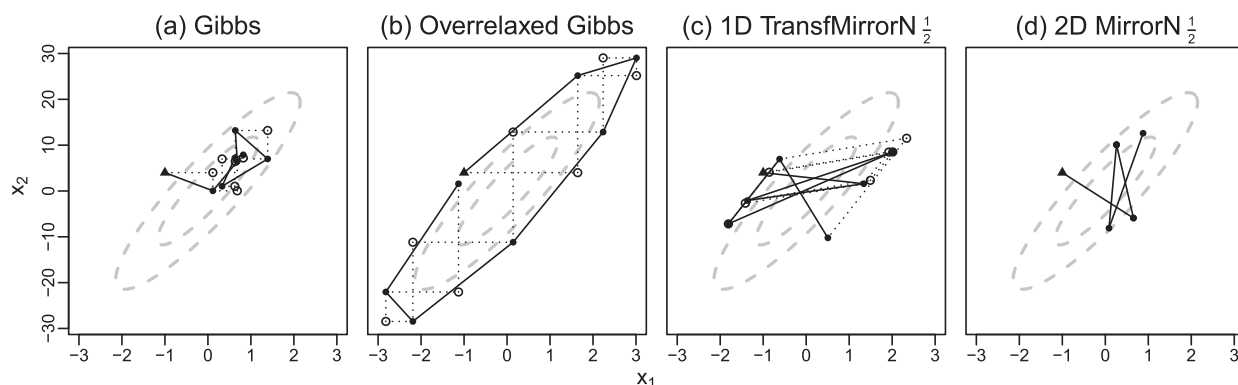 (a) Gibbs
(b) Overrelaxed Gibbs
(c) 1D TransfMirrorN 1/2
(d) 2D MirrorN 1/2
x₂
30
20
10
0
−10
−20
−30
−3 −2 −1 0 1 2 3
−3 −2 −1 0 1 2 3
−3 −2 −1 0 1 2 3
−3 −2 −1 0 1 2 3
x₁